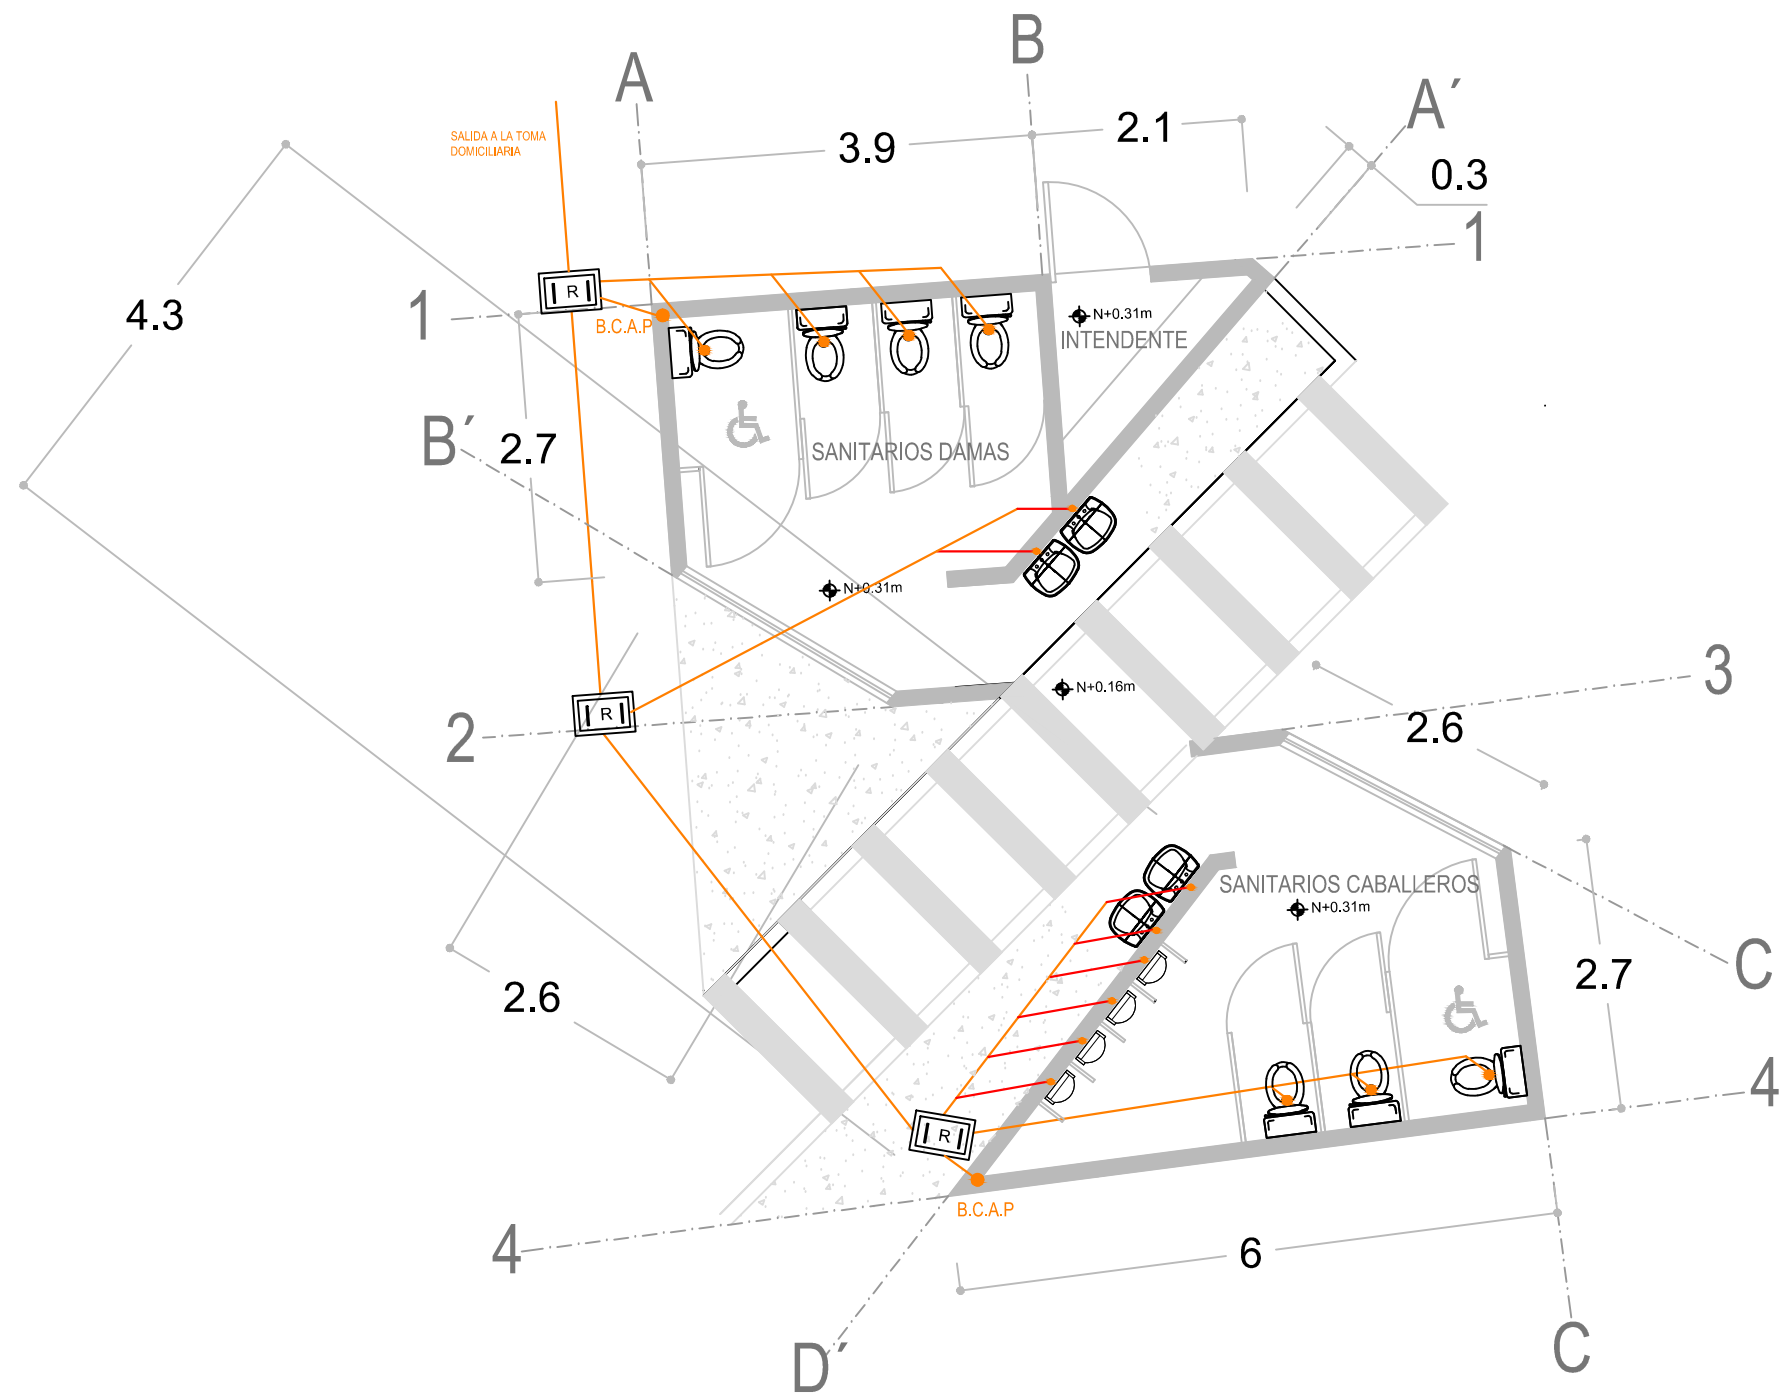 B
A
A´
2.1
SALIDA A LA TOMA
DOMICILIARIA
3.9
0.3
1
R
4.3
1
B.C.A.P
N+0.31m
INTENDENTE
B´
2.7
SANITARIOS DAMAS
N+0.31m
3
N+0.16m
R
2
2.6
SANITARIOS CABALLEROS
N+0.31m
C
2.7
2.6
4
R
B.C.A.P
4
6
D´
C